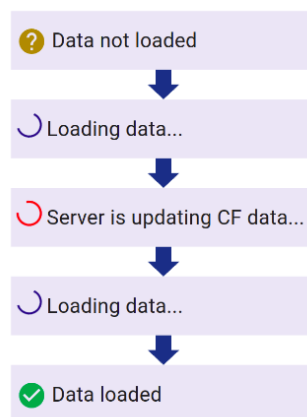 Data not loaded
Loading data...
Server is updating CF data...
Loading data...
Data loaded